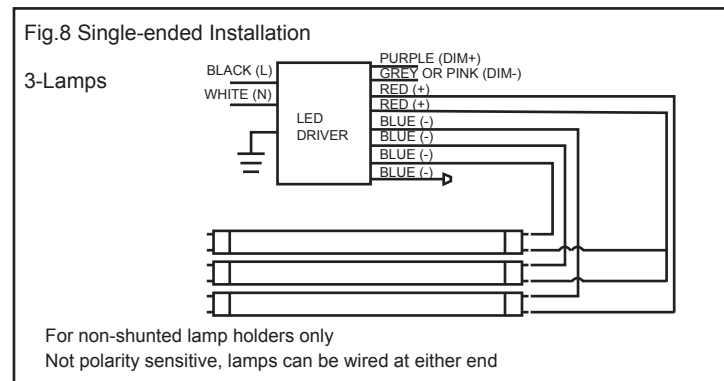 Fig.8 Single-ended Installation
3-Lamps
BLACK (L)
WHITE (N)
LED
DRIVER
PURPLE (DIM+)
GREY OR PINK (DIM-)
RED (+)
RED (+)
BLUE (-)
BLUE (-)
BLUE (-)
BLUE (-)
For non-shunted lamp holders only
Not polarity sensitive, lamps can be wired at either end